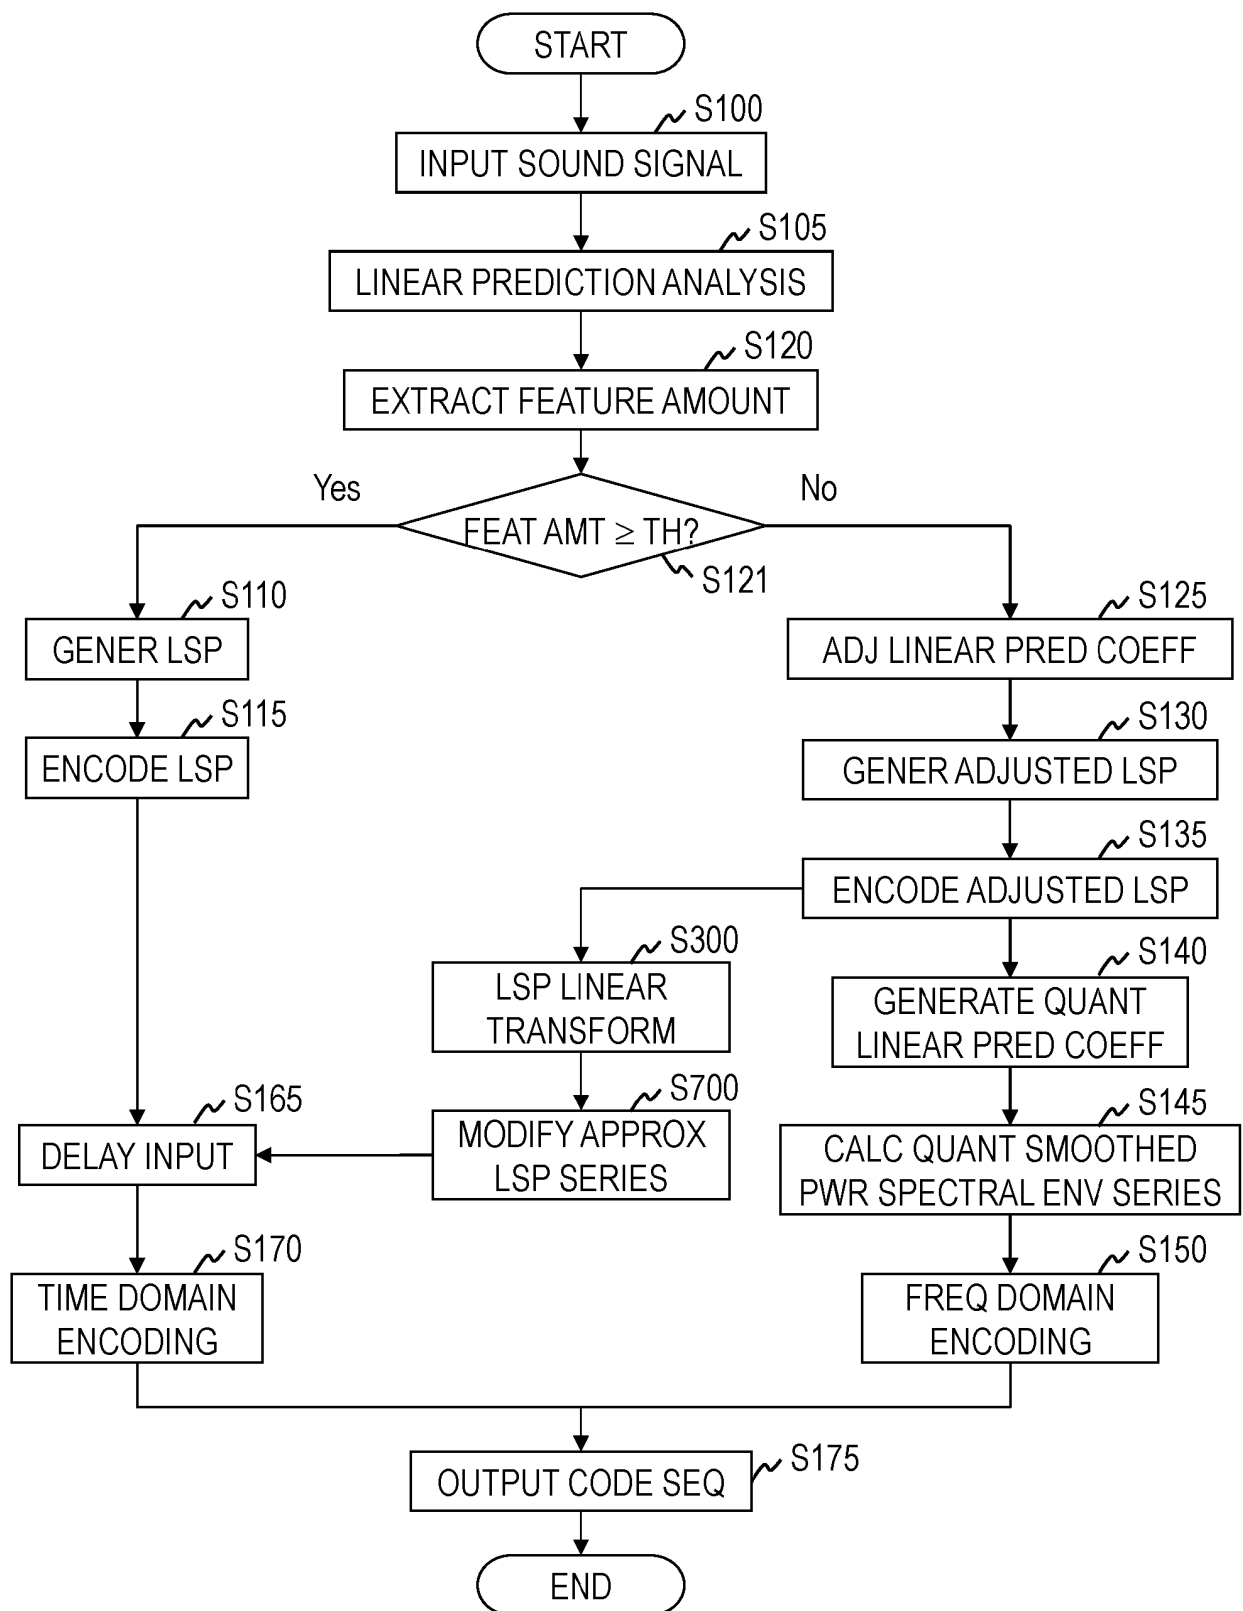 START
S100
INPUT SOUND SIGNAL
S105
LINEAR PREDICTION ANALYSIS
S120
EXTRACT FEATURE AMOUNT
Yes
No
FEAT AMT ≥ TH?
S121
S110
GENER LSP
S115
ENCODE LSP
S125
ADJ LINEAR PRED COEFF
S130
GENER ADJUSTED LSP
S135
ENCODE ADJUSTED LSP
S300
LSP LINEAR
TRANSFORM
S140
GENERATE QUANT
LINEAR PRED COEFF
S165
DELAY INPUT
S700
MODIFY APPROX
LSP SERIES
S145
CALC QUANT SMOOTHED
PWR SPECTRAL ENV SERIES
S170
TIME DOMAIN
ENCODING
S150
FREQ DOMAIN
ENCODING
S175
OUTPUT CODE SEQ
END